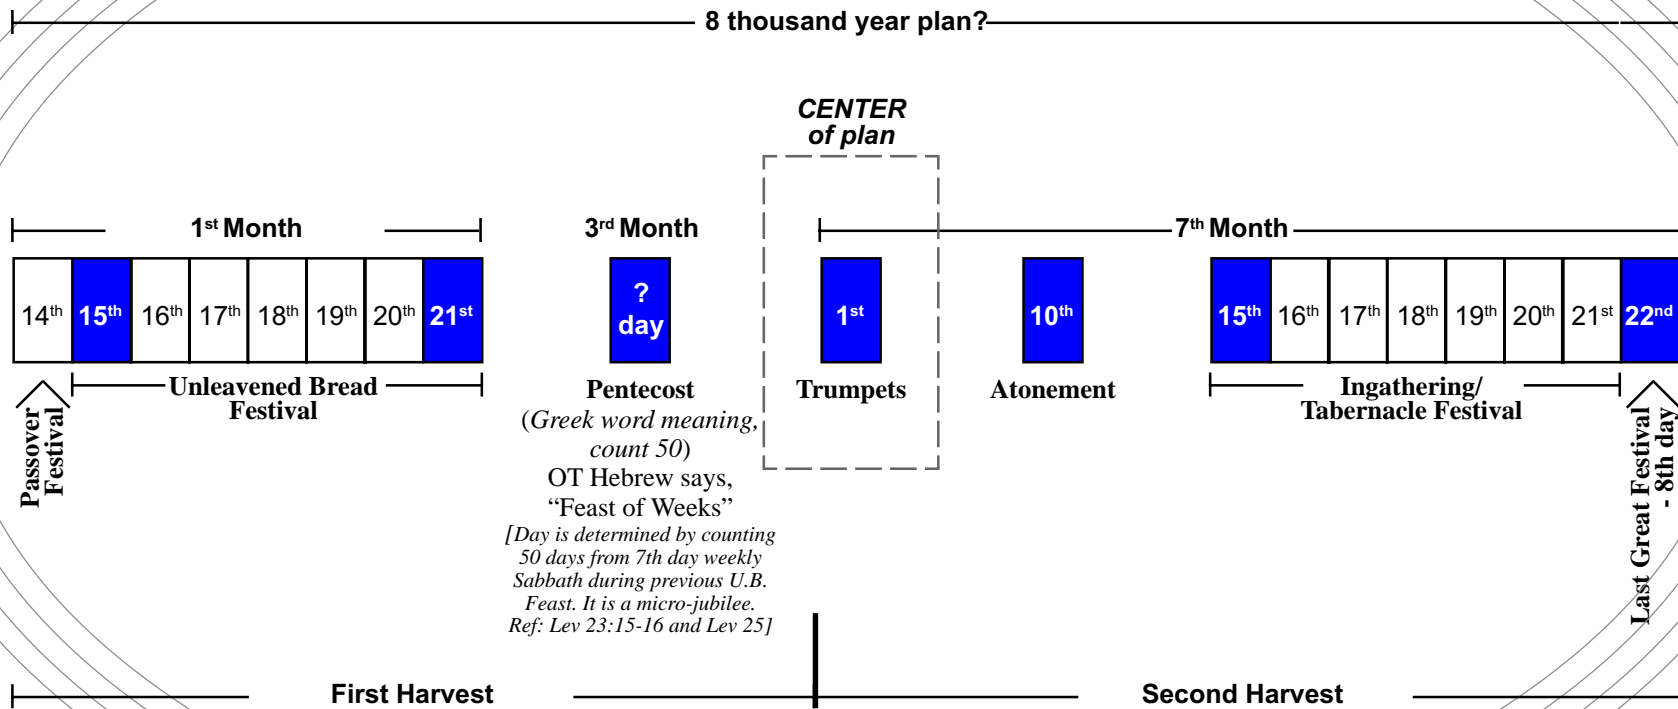 8 thousand year plan?
CENTER
of plan
1st Month
3rd Month
7th Month
14th 15th 16th 17th 18th 19th 20th 21st
?
day
1st
10th
15th 16th 17th 18th 19th 20th 21st 22nd
Passover
Festival
Unleavened Bread
Festival
Pentecost
(Greek word meaning,
count 50)
OT Hebrew says,
“Feast of Weeks”
[Day is determined by counting
50 days from 7th day weekly
Sabbath during previous U.B.
Feast. It is a micro-jubilee.
Ref: Lev 23:15-16 and Lev 25]
Trumpets
Atonement
Ingathering/
Tabernacle Festival
Last Great Festival
- 8th day
First Harvest
Second Harvest